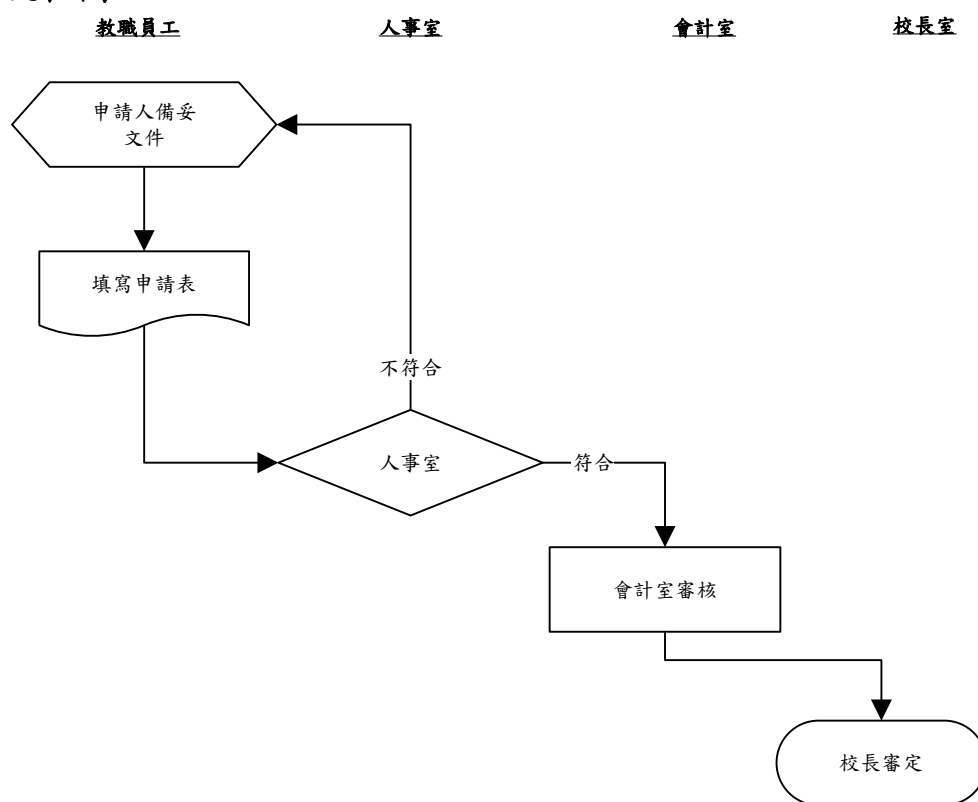 教職員工
人事室
會計室
校長室
申請人備妥
文件
填寫申請表
不符合
人事室
符合
會計室審核
校長審定